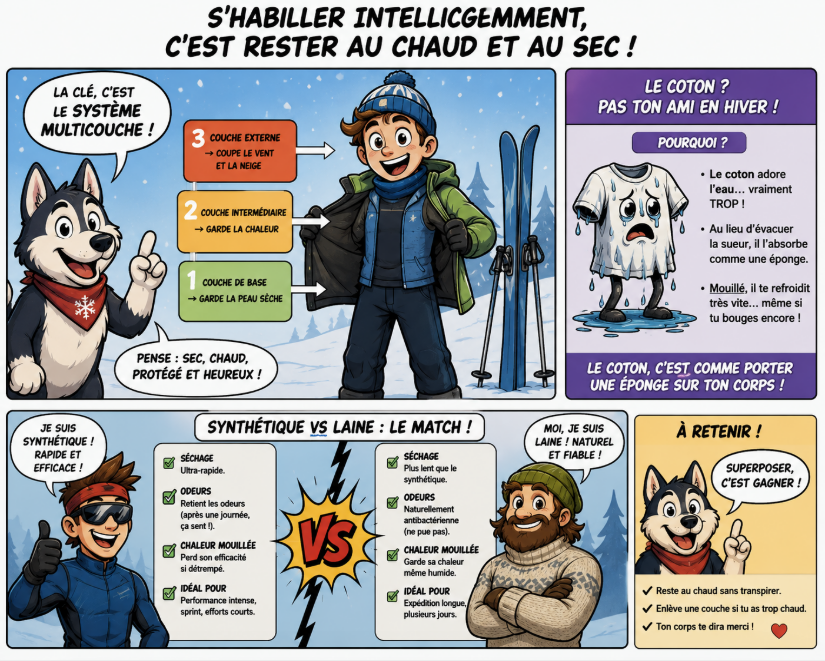 S'HABILLER INTELLICGEMMENT,
C'EST RESTER AU CHAUD ET AU SEC !
LA CLÉ, C'EST
LE SYSTÈME
MULTICOUCHE !
3 COUCHE EXTERNE
→ COUPE LE VENT
ET LA NEIGE
2 COUCHE INTERMÉDIAIRE
→ GARDE LA CHALEUR
1 COUCHE DE BASE
→ GARDE LA PEAU SÈCHE
PENSE : SEC, CHAUD,
PROTÉGÉ ET HEUREUX !
LE COTON ?
PAS TON AMI EN HIVER !
POURQUOI ?
• Le coton adore
l'eau... vraiment
TROP !
• Au lieu d'évacuer
la sueur, il l'absorbe
comme une éponge.
• Mouillé, il te refroidit
très vite... même si
tu bouges encore !
LE COTON, C'EST COMME PORTER
UNE ÉPONGE SUR TON CORPS !
SYNTHÉTIQUE VS LAINE : LE MATCH !
JE SUIS
SYNTHÉTIQUE !
RAPIDE ET
EFFICACE !
SÉCHAGE
Ultra-rapide.
ODEURS
Retient les odeurs
(après une journée,
ça sent !).
CHALEUR MOUILLÉE
Perd son efficacité
si détrempé.
IDÉAL POUR
Performance intense,
sprint, efforts courts.
VS
SÉCHAGE
Plus lent que le
synthétique.
ODEURS
Naturellement
antibactérienne
(ne pue pas).
CHALEUR MOUILLÉE
Garde sa chaleur
même humide.
IDÉAL POUR
Expédition longue,
plusieurs jours.
MOI, JE SUIS
LAINE ! NATUREL
ET FIABLE !
À RETENIR !
SUPERPOSER,
C'EST GAGNER !
✓ Reste au chaud sans transpirer.
✓ Enlève une couche si tu as trop chaud.
✓ Ton corps te dira merci !